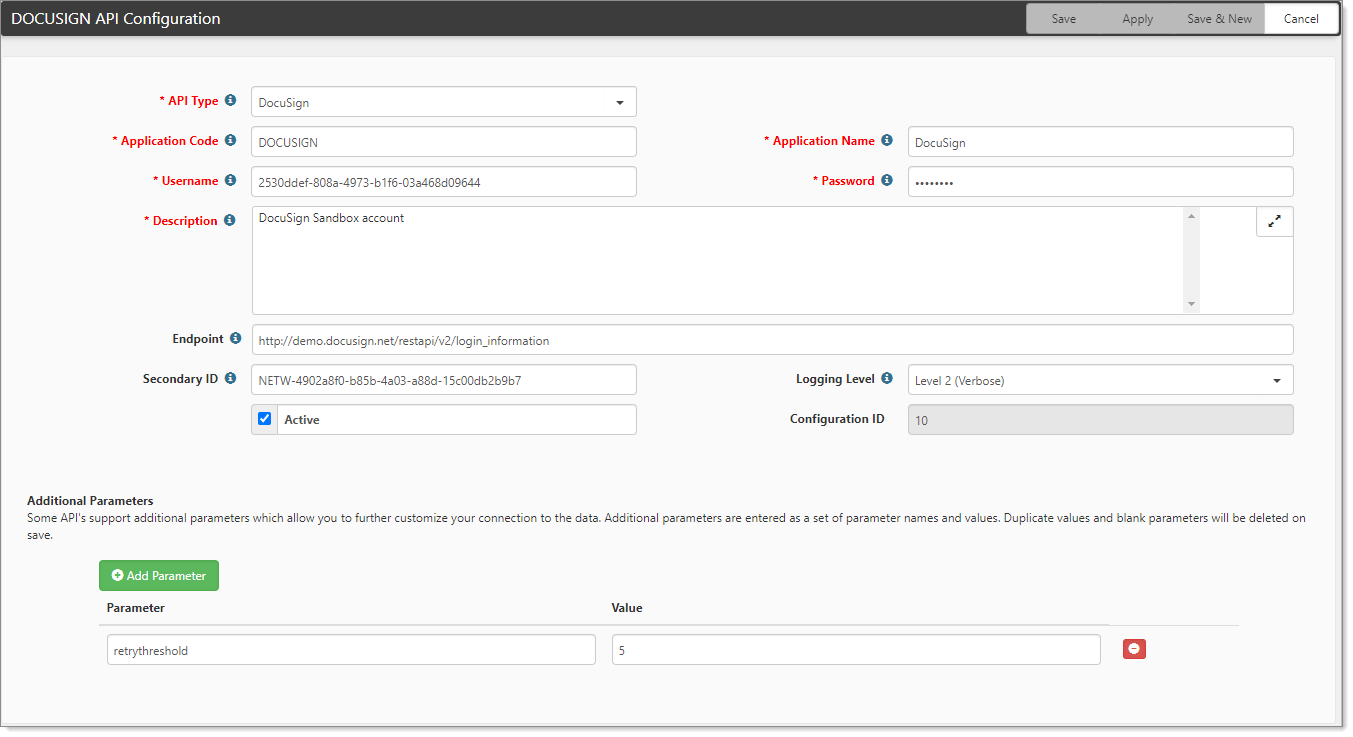 DOCUSIGN API Configuration
Save Apply Save & New Cancel
* API Type DocuSign
* Application Code DOCUSIGN * Application Name DocuSign
* Username 2530ddef-808a-4973-b1f6-03a468d09644 * Password ••••••••
* Description DocuSign Sandbox account
Endpoint http://demo.docusign.net/restapi/v2/login_information
Secondary ID NETW-4902a8f0-b85b-4a03-a88d-15c00db2b9b7 Logging Level Level 2 (Verbose)
Active Configuration ID 10
Additional Parameters
Some API's support additional parameters which allow you to further customize your connection to the data. Additional parameters are entered as a set of parameter names and values. Duplicate values and blank parameters will be deleted on
save.
Add Parameter
Parameter Value
retrythreshold 5